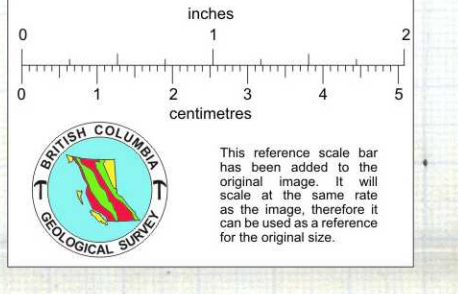 inches
0 1 2
0 1 2 3 4 5
centimetres
BRITISH COLUMBIA
GEOLOGICAL SURVEY
This reference scale bar
has been added to the
original image. It will
scale at the same rate
as the image, therefore it
can be used as a reference
for the original size.